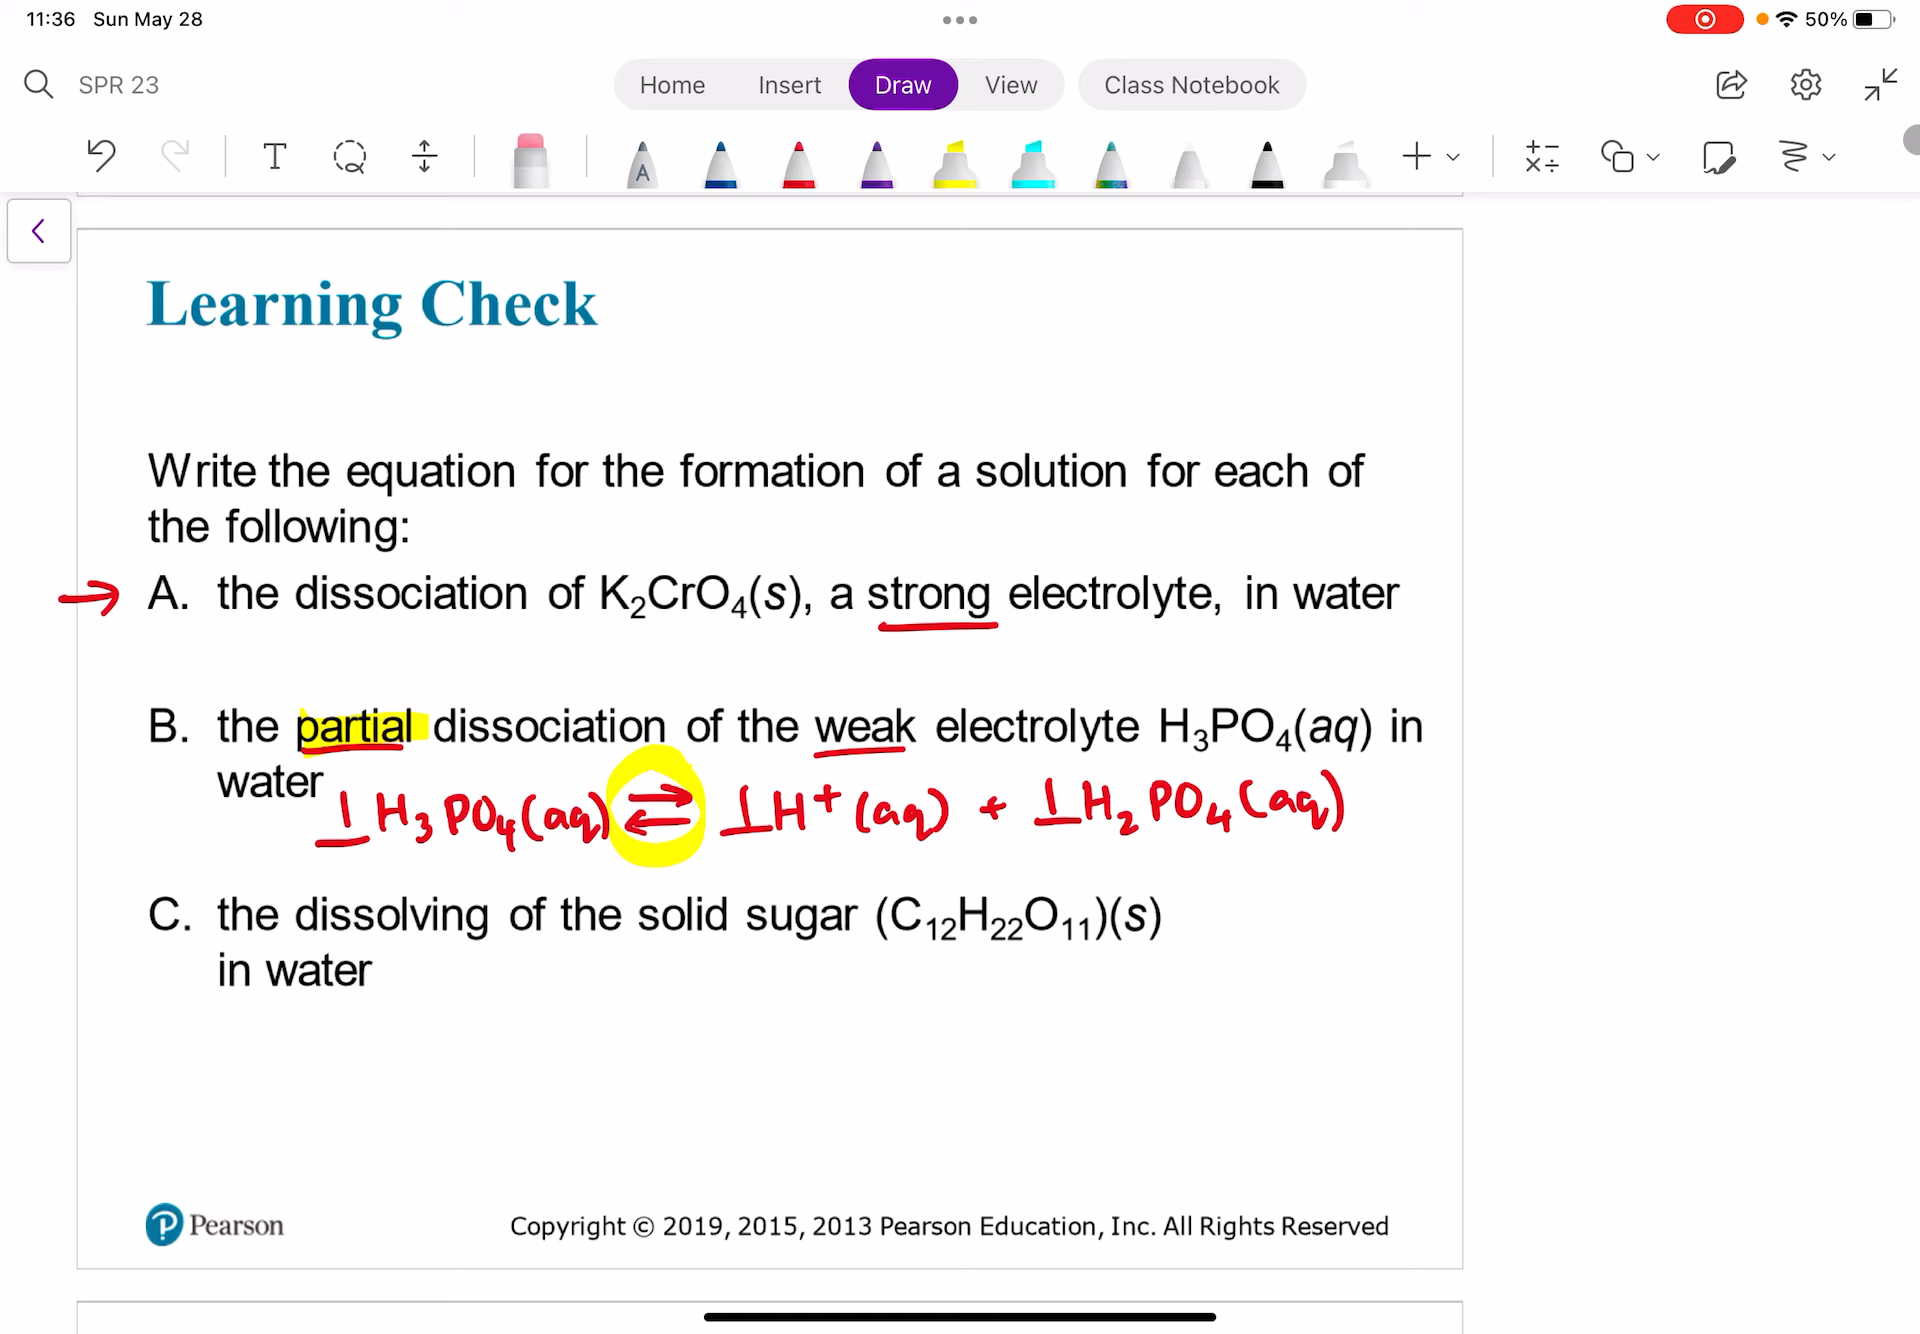 11:36 Sun May 28
50%
SPR 23
Home Insert Draw View Class Notebook
T
A
Learning Check
Write the equation for the formation of a solution for each of
the following:
→ A. the dissociation of K₂CrO₄(s), a strong electrolyte, in water
B. the partial dissociation of the weak electrolyte H₃PO₄(aq) in
water
1 H₃PO₄(aq) ⇌ 1H⁺(aq) + 1H₂PO₄(aq)
C. the dissolving of the solid sugar (C₁₂H₂₂O₁₁)(s)
in water
P Pearson
Copyright © 2019, 2015, 2013 Pearson Education, Inc. All Rights Reserved